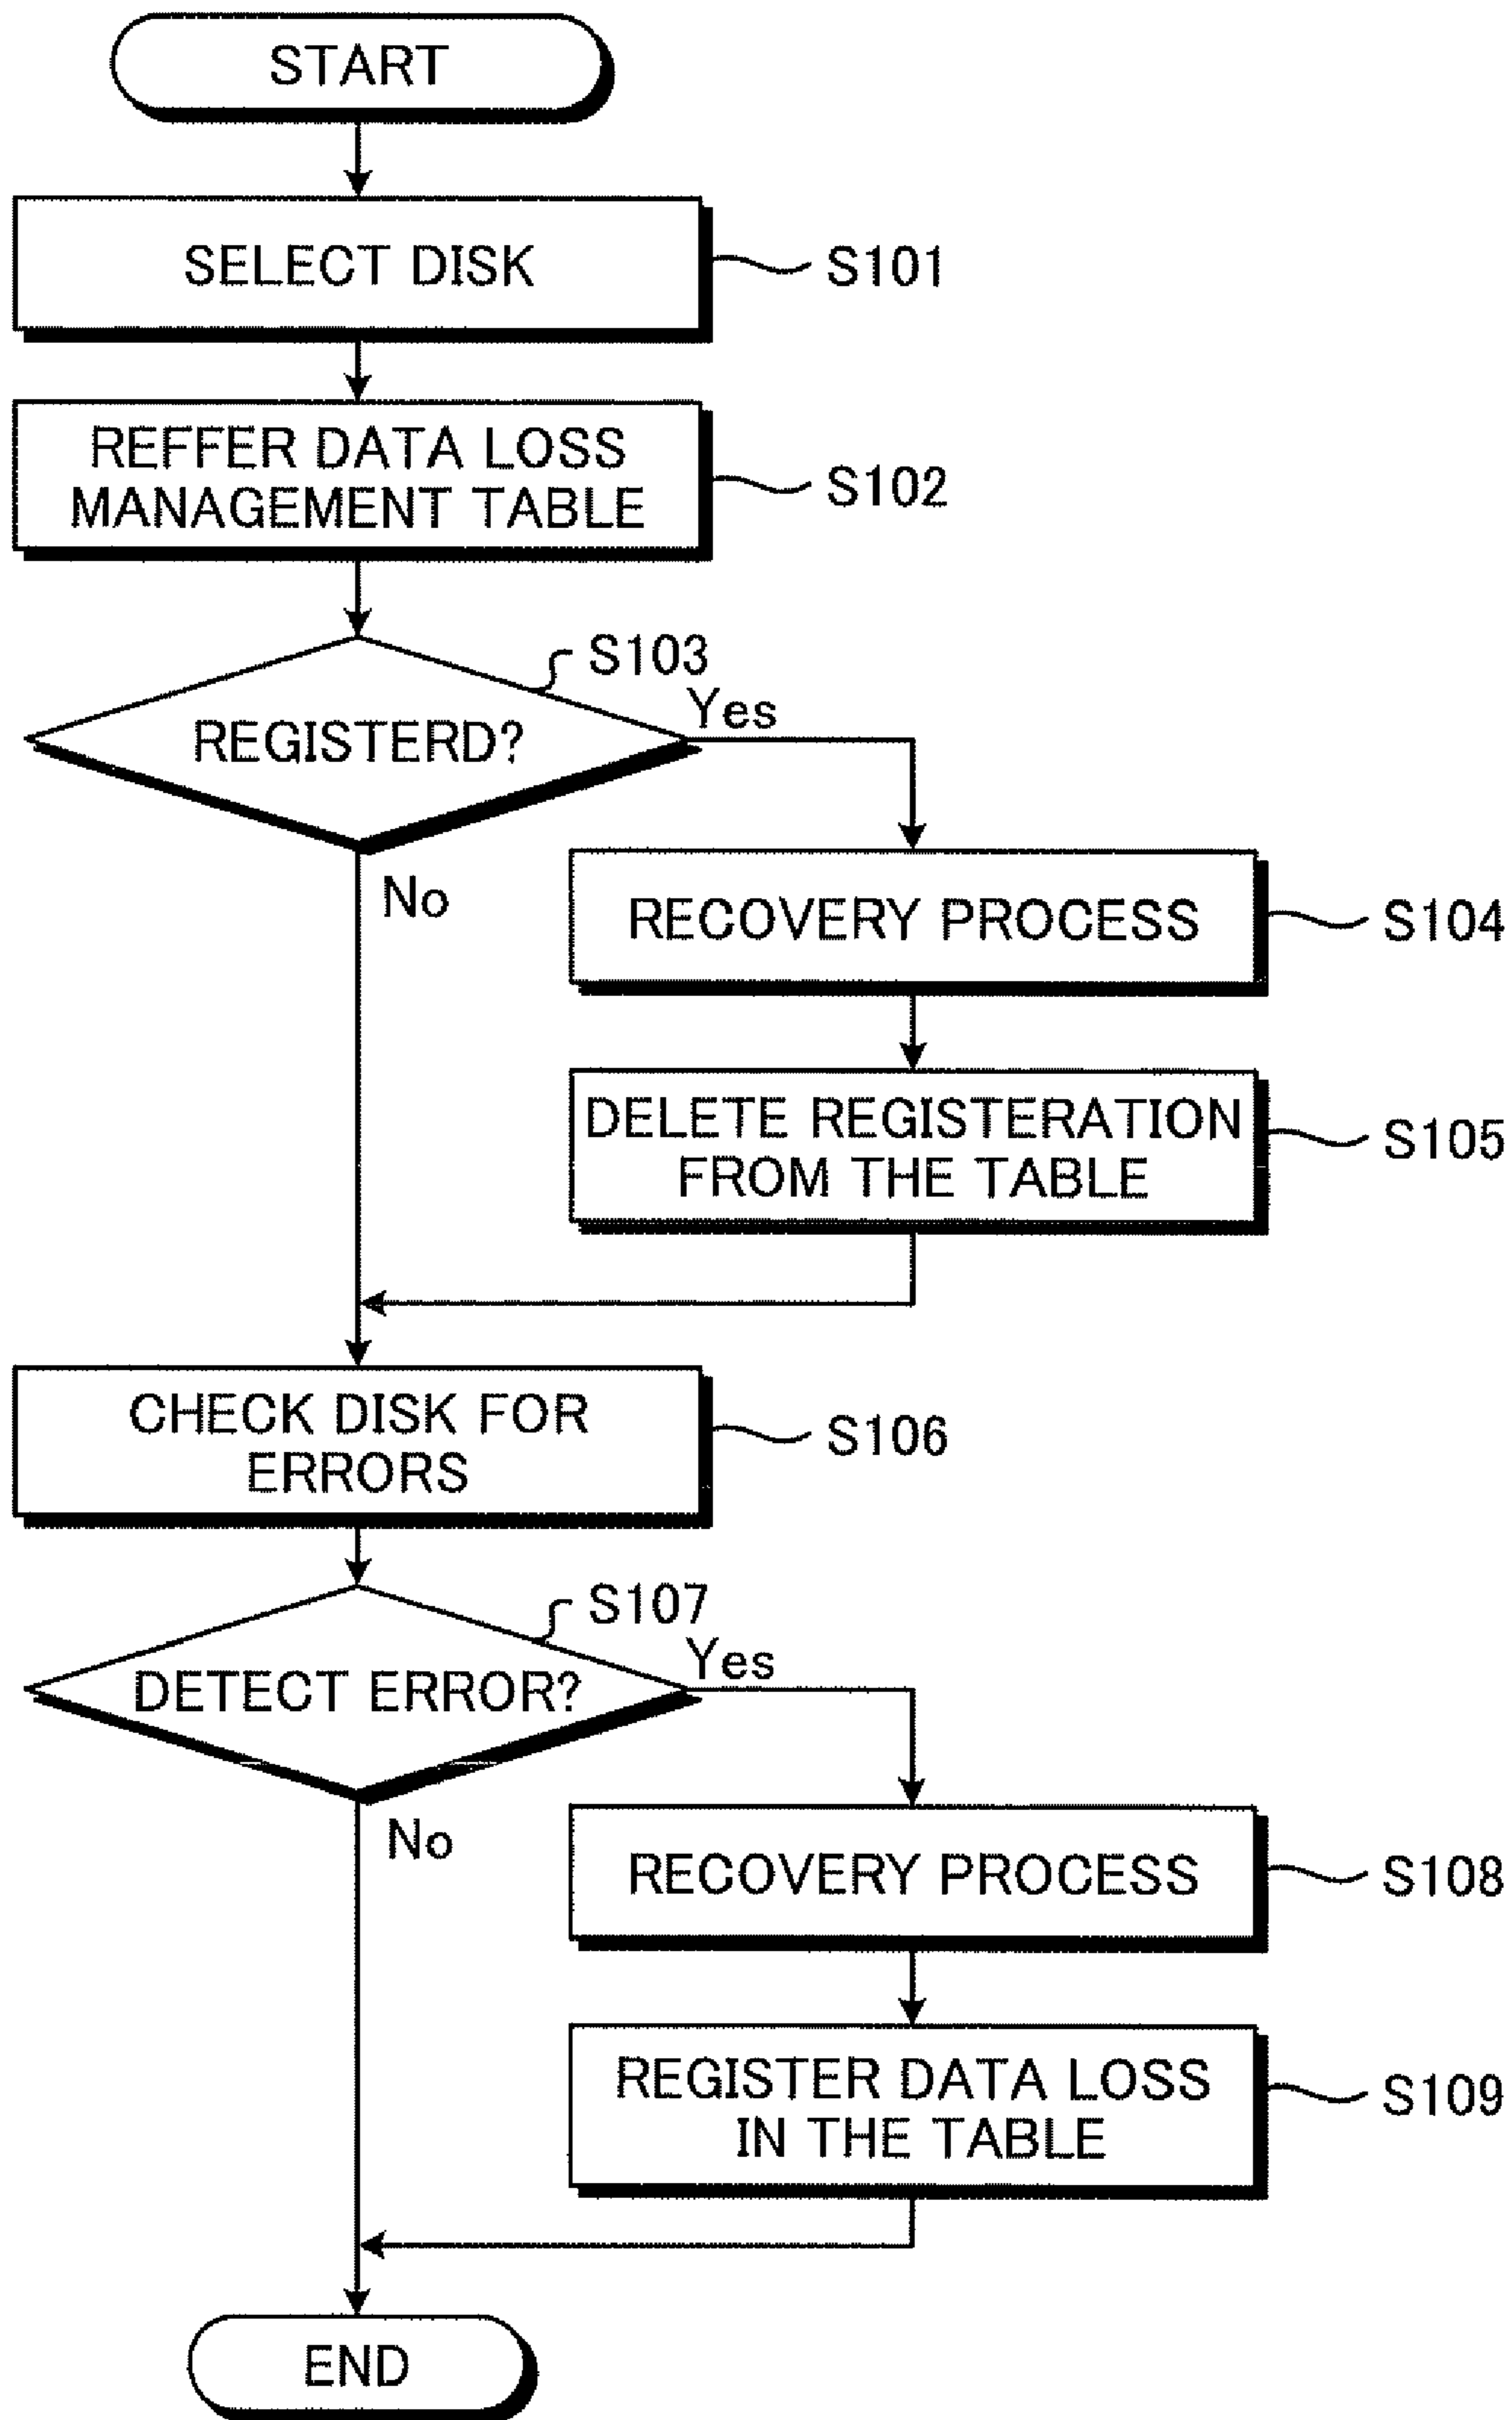 START
SELECT DISK
S101
REFFER DATA LOSS
MANAGEMENT TABLE
S102
S103
REGISTERD?
Yes
No
RECOVERY PROCESS
S104
DELETE REGISTERATION
FROM THE TABLE
S105
CHECK DISK FOR
ERRORS
S106
S107
DETECT ERROR?
Yes
No
RECOVERY PROCESS
S108
REGISTER DATA LOSS
IN THE TABLE
S109
END